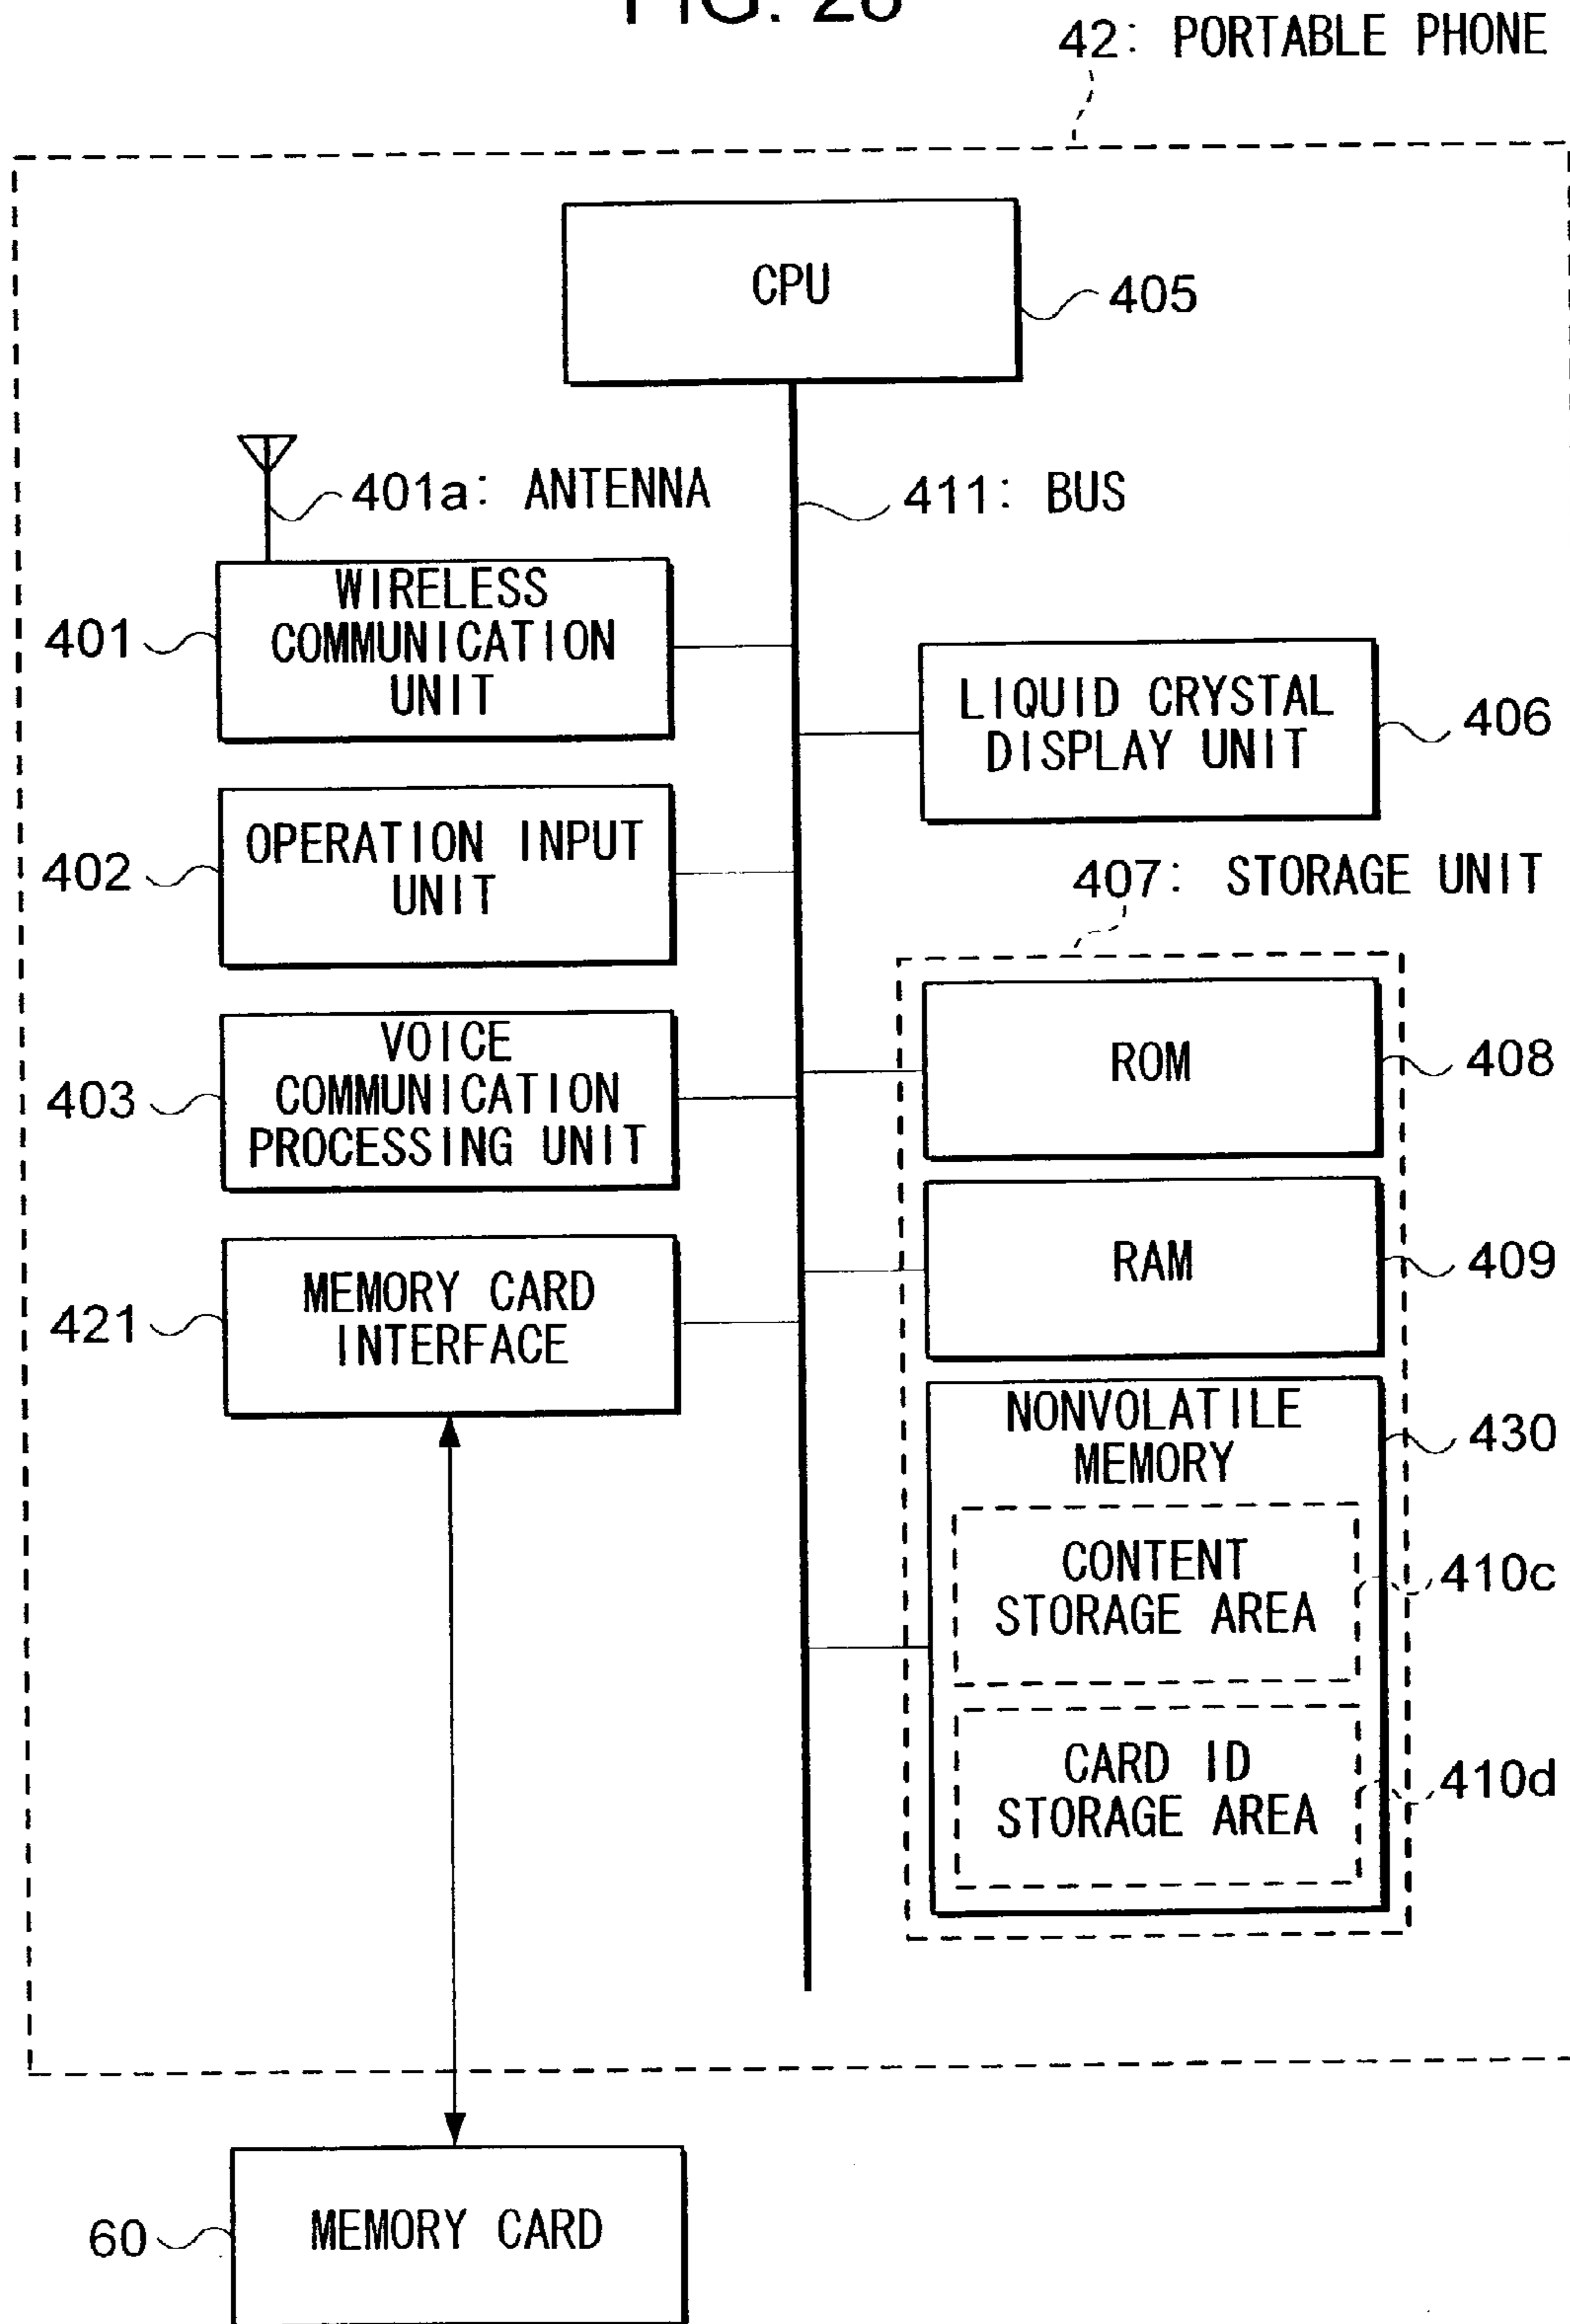 FIG.
42: PORTABLE PHONE
CPU
405
401a: ANTENNA
411: BUS
401
WIRELESS
COMMUNICATION
UNIT
LIQUID CRYSTAL
DISPLAY UNIT
406
402
OPERATION INPUT
UNIT
407: STORAGE UNIT
403
VOICE
COMMUNICATION
PROCESSING UNIT
ROM
408
RAM
409
421
MEMORY CARD
INTERFACE
NONVOLATILE
MEMORY
430
CONTENT
STORAGE AREA
410c
CARD ID
STORAGE AREA
410d
60
MEMORY CARD